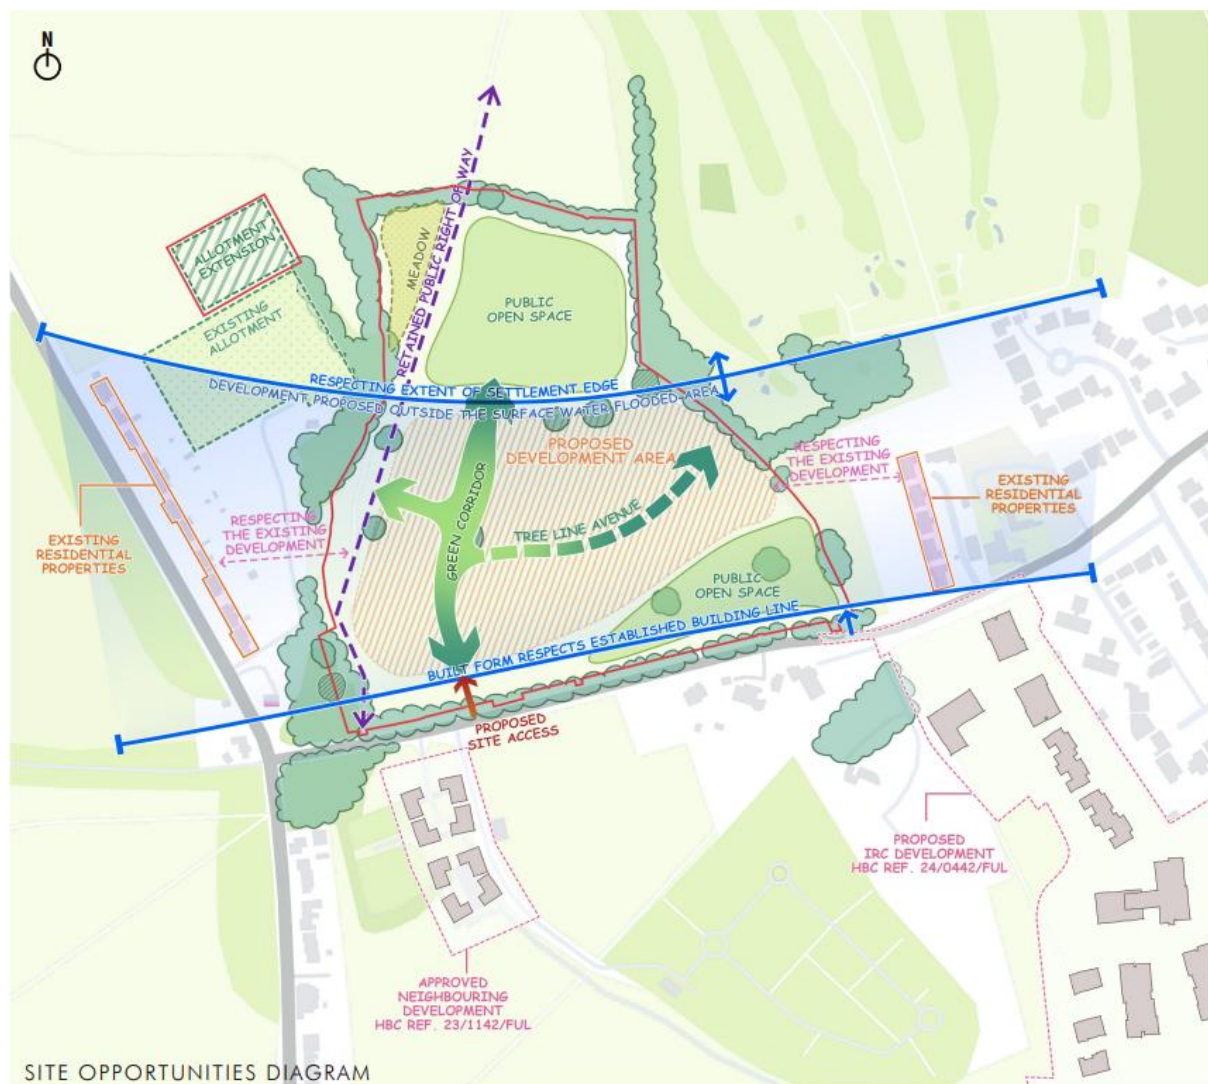 N
RETAINED PUBLIC RIGHT OF WAY
ALLOTMENT
EXTENSION
MEADOW
EXISTING
ALLOTMENT
PUBLIC
OPEN SPACE
RESPECTING EXTENT OF SETTLEMENT EDGE
DEVELOPMENT PROPOSED OUTSIDE THE SURFACE WATER FLOODED AREA
PROPOSED
DEVELOPMENT AREA
RESPECTING
THE EXISTING
DEVELOPMENT
EXISTING
RESIDENTIAL
PROPERTIES
GREEN CORRIDOR
TREE LINE AVENUE
RESPECTING
THE EXISTING
DEVELOPMENT
EXISTING
RESIDENTIAL
PROPERTIES
PUBLIC
OPEN SPACE
BUILT FORM RESPECTS ESTABLISHED BUILDING LINE
PROPOSED
SITE ACCESS
PROPOSED
IRC DEVELOPMENT
HBC REF. 24/0442/FUL
APPROVED
NEIGHBOURING
DEVELOPMENT
HBC REF. 23/1142/FUL
SITE OPPORTUNITIES DIAGRAM